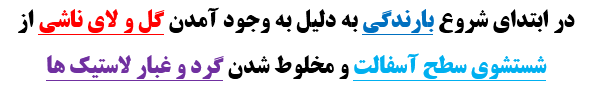 در ابتدای شروع بارندگی به دلیل به وجود آمدن گل و لای ناشی از
شستشوی سطح آسفالت و مخلوط شدن گرد و غبار لاستیک ها